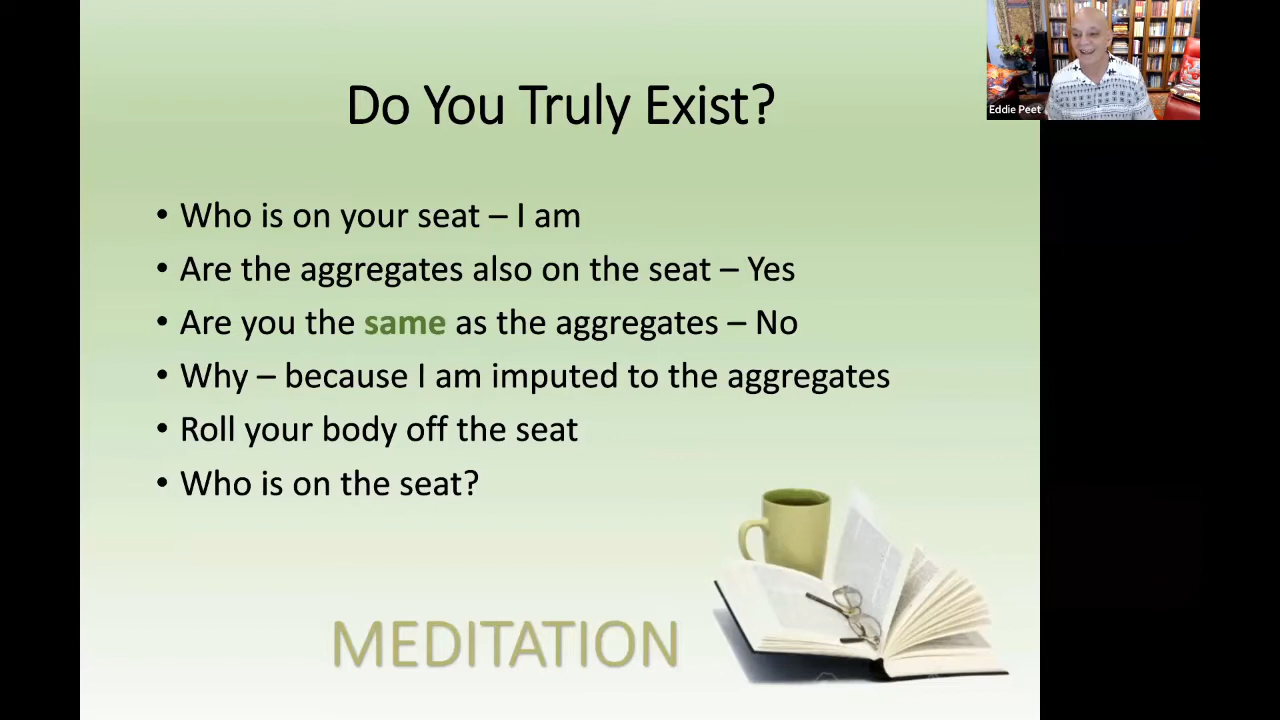 Do You Truly Exist?
Eddie Peet
• Who is on your seat – I am
• Are the aggregates also on the seat – Yes
• Are you the same as the aggregates – No
• Why – because I am imputed to the aggregates
• Roll your body off the seat
• Who is on the seat?
MEDITATION